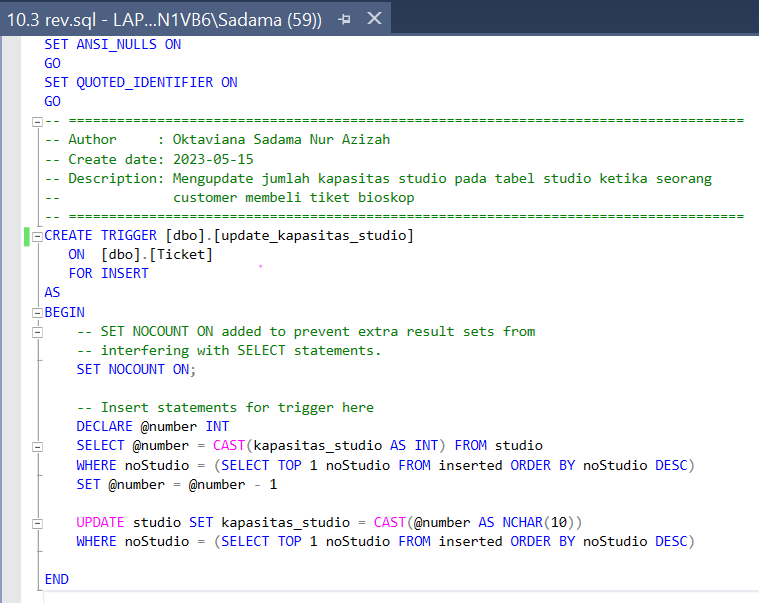 10.3 rev.sql - LAP...N1VB6\Sadama (59))
SET ANSI_NULLS ON
GO
SET QUOTED_IDENTIFIER ON
GO
-- ====================================================================================
-- Author     : Oktaviana Sadama Nur Azizah
-- Create date: 2023-05-15
-- Description: Mengupdate jumlah kapasitas studio pada tabel studio ketika seorang
--              customer membeli tiket bioskop
-- ====================================================================================
CREATE TRIGGER [dbo].[update_kapasitas_studio]
   ON  [dbo].[Ticket]
   FOR INSERT
AS
BEGIN
    -- SET NOCOUNT ON added to prevent extra result sets from
    -- interfering with SELECT statements.
    SET NOCOUNT ON;

    -- Insert statements for trigger here
    DECLARE @number INT
    SELECT @number = CAST(kapasitas_studio AS INT) FROM studio
    WHERE noStudio = (SELECT TOP 1 noStudio FROM inserted ORDER BY noStudio DESC)
    SET @number = @number - 1

    UPDATE studio SET kapasitas_studio = CAST(@number AS NCHAR(10))
    WHERE noStudio = (SELECT TOP 1 noStudio FROM inserted ORDER BY noStudio DESC)

END